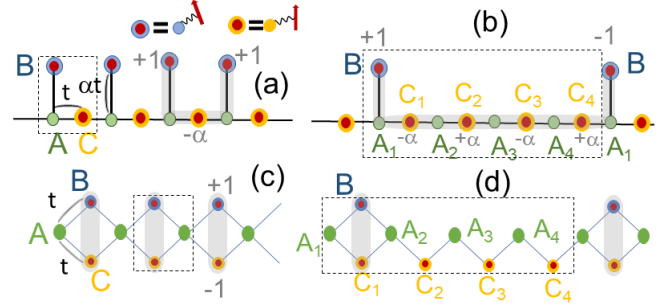 =
=
+1
+1
B
t
αt
(a)
-α
A
C
(b)
+1
-1
B
B
C1
C2
C3
C4
A1
-α
A2
+α
A3
-α
A4
+α
A1
(c)
B
+1
t
A
t
C
-1
(d)
B
A1
A2
A3
A4
C1
C2
C3
C4